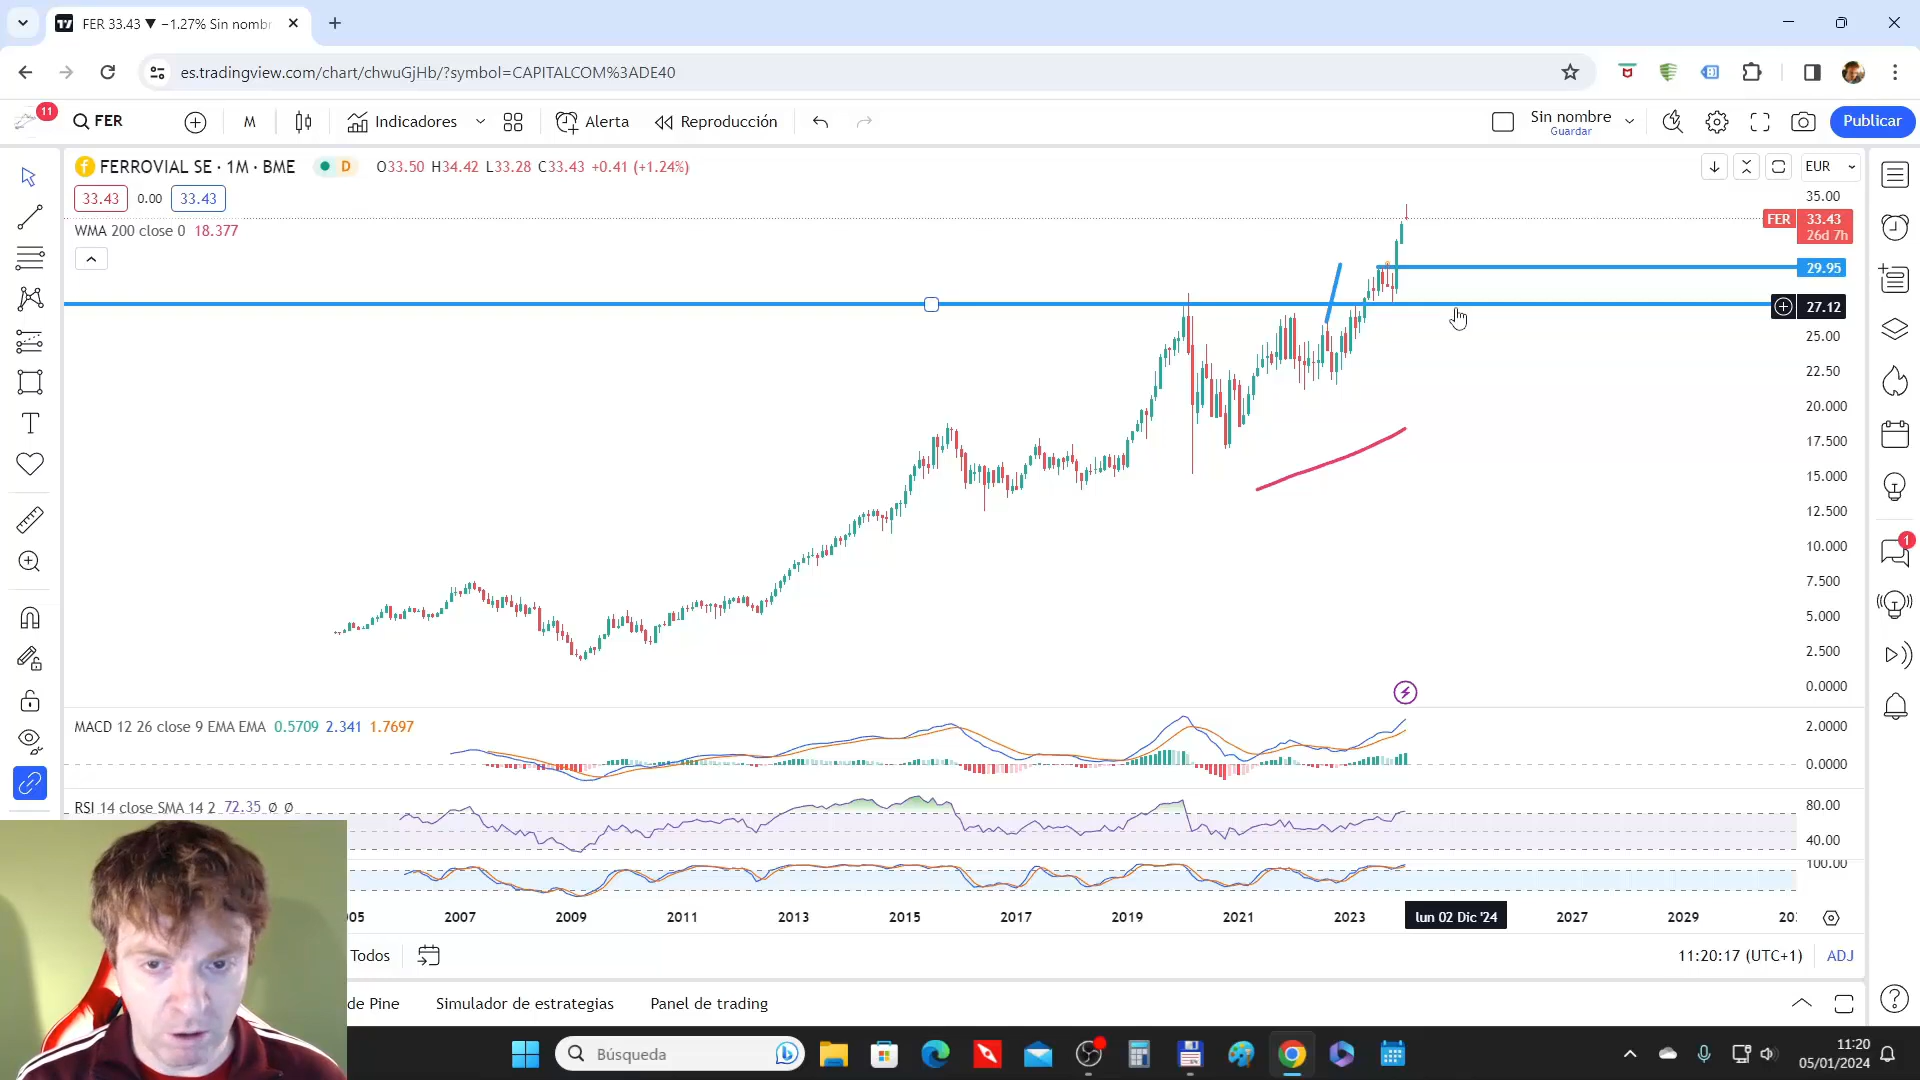 FER 33.43 ▼ −1.27% Sin nombr
es.tradingview.com/chart/chwuGjHb/?symbol=CAPITALCOM%3ADE40
11
FER
M
Indicadores
Alerta
Reproducción
Sin nombre
Guardar
Publicar
FERROVIAL SE · 1M · BME
D
O33.50 H34.42 L33.28 C33.43 +0.41 (+1.24%)
EUR
33.43
0.00
33.43
WMA 200 close 0 18.377
35.00
FER
33.43
26d 7h
29.95
27.12
25.00
22.50
20.000
17.500
15.000
12.500
10.000
7.500
5.000
2.500
0.0000
MACD 12 26 close 9 EMA EMA 0.5709 2.341 1.7697
2.0000
0.0000
RSI 14 close SMA 14 2 72.35 ∅ ∅
80.00
40.00
100.00
1
05
2007
2009
2011
2013
2015
2017
2019
2021
2023
lun 02 Dic '24
2027
2029
Todos
11:20:17 (UTC+1)
ADJ
de Pine
Simulador de estrategias
Panel de trading
Búsqueda
11:20
05/01/2024